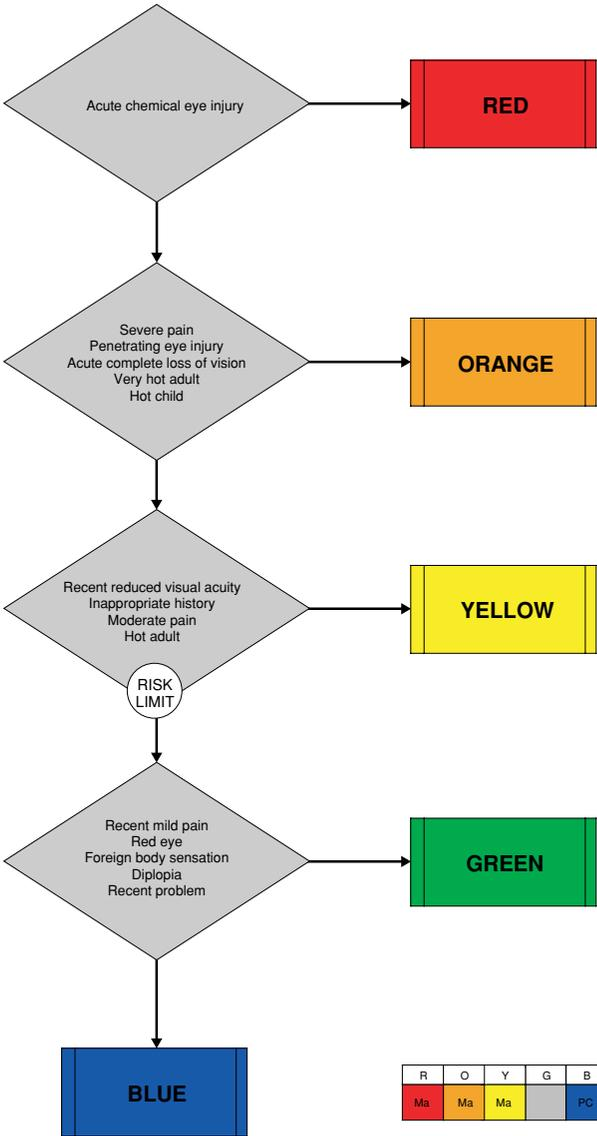 Acute chemical eye injury
RED
Severe pain
Penetrating eye injury
Acute complete loss of vision
Very hot adult
Hot child
ORANGE
Recent reduced visual acuity
Inappropriate history
Moderate pain
Hot adult
YELLOW
RISK
LIMIT
Recent mild pain
Red eye
Foreign body sensation
Diplopia
Recent problem
GREEN
BLUE
R O Y G B
Ma Ma Ma PC